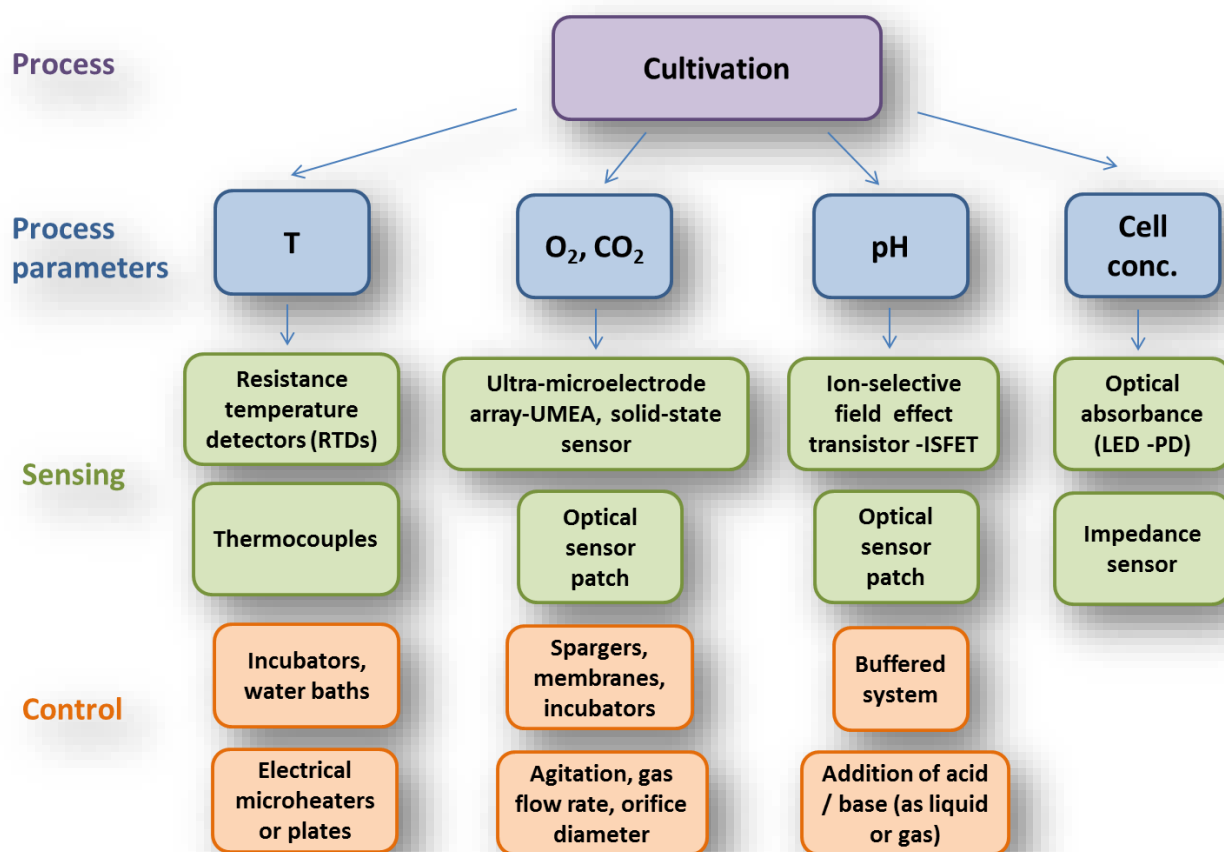 Process
Cultivation
Process
parameters
T
O₂, CO₂
pH
Cell
conc.
Sensing
Resistance
temperature
detectors (RTDs)
Ultra-microelectrode
array-UMEA, solid-state
sensor
Ion-selective
field effect
transistor -ISFET
Optical
absorbance
(LED -PD)
Thermocouples
Optical
sensor
patch
Optical
sensor
patch
Impedance
sensor
Control
Incubators,
water baths
Spargers,
membranes,
incubators
Buffered
system
Electrical
microheaters
or plates
Agitation, gas
flow rate, orifice
diameter
Addition of acid
/ base (as liquid
or gas)